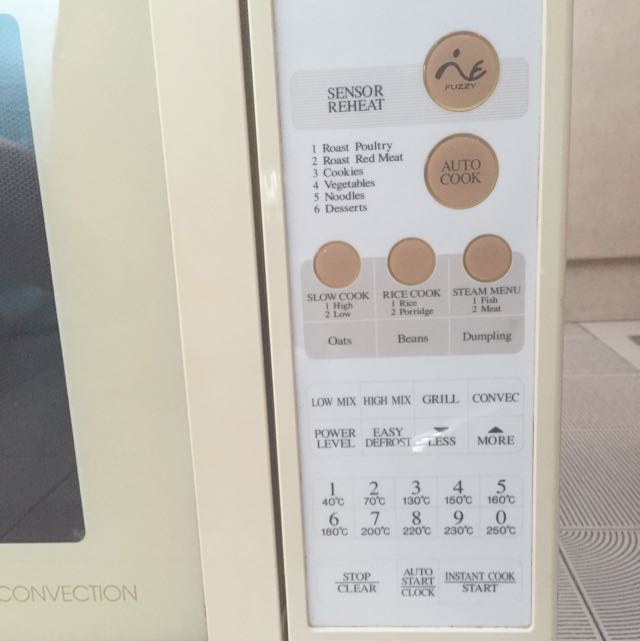 FUZZY
SENSOR
REHEAT
1 Roast Poultry
2 Roast Red Meat
3 Cookies
4 Vegetables
5 Noodles
6 Desserts
AUTO
COOK
SLOW COOK
1 High
2 Low
RICE COOK
1 Rice
2 Porridge
STEAM MENU
1 Fish
2 Meat
Oats Beans Dumpling
LOW MIX HIGH MIX GRILL CONVEC
POWER
LEVEL
EASY
DEFROST
LESS
MORE
1 2 3 4 5
40°C 70°C 130°C 150°C 160°C
6 7 8 9 0
180°C 200°C 220°C 230°C 250°C
STOP
CLEAR
AUTO
START
CLOCK
INSTANT COOK
START
CONVECTION